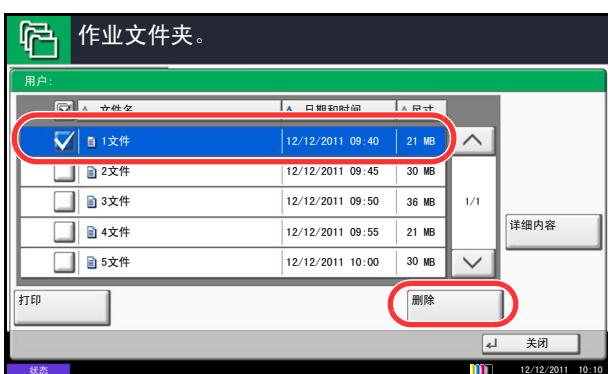 作业文件夹。
用户:
文件名 日期和时间 尺寸
1文件 12/12/2011 09:40 21 MB
2文件 12/12/2011 09:45 30 MB
3文件 12/12/2011 09:50 36 MB 1/1
4文件 12/12/2011 09:55 21 MB
详细内容
5文件 12/12/2011 10:00 30 MB
打印 删除
关闭
状态 12/12/2011 10:10